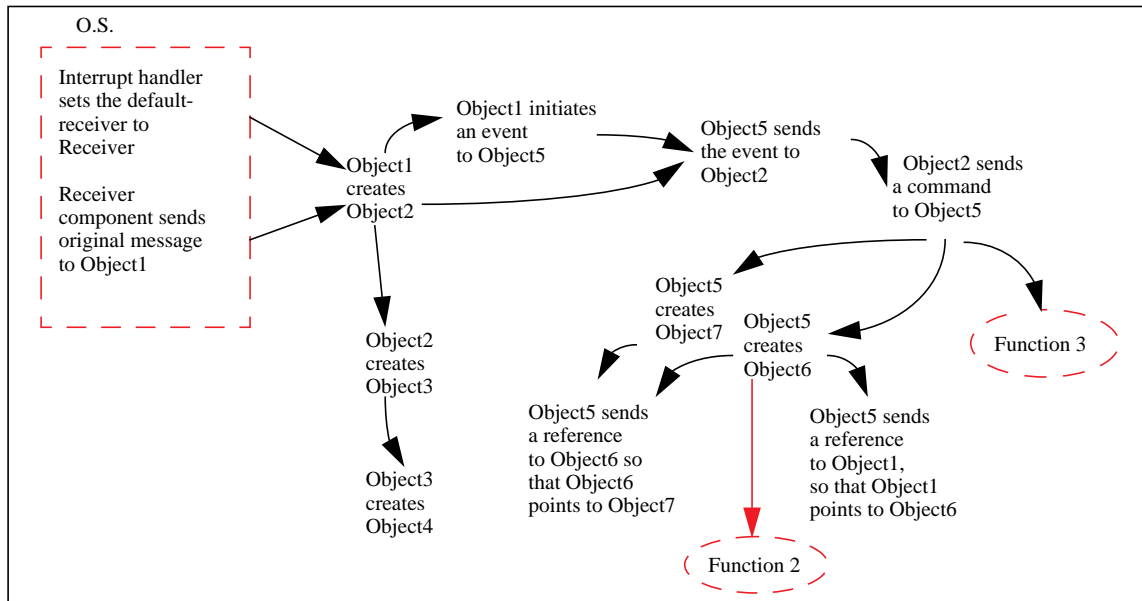 O.S.
Interrupt handler
sets the default-
receiver to
Receiver
Receiver
component sends
original message
to Object1
Object1
creates
Object2
Object1 initiates
an event
to Object5
Object5 sends
the event to
Object2
Object2 sends
a command
to Object5
Object2
creates
Object3
Object3
creates
Object4
Object5
creates
Object7
Object5
creates
Object6
Function 3
Object5 sends
a reference
to Object6 so
that Object6
points to Object7
Object5 sends
a reference
to Object1,
so that Object1
points to Object6
Function 2